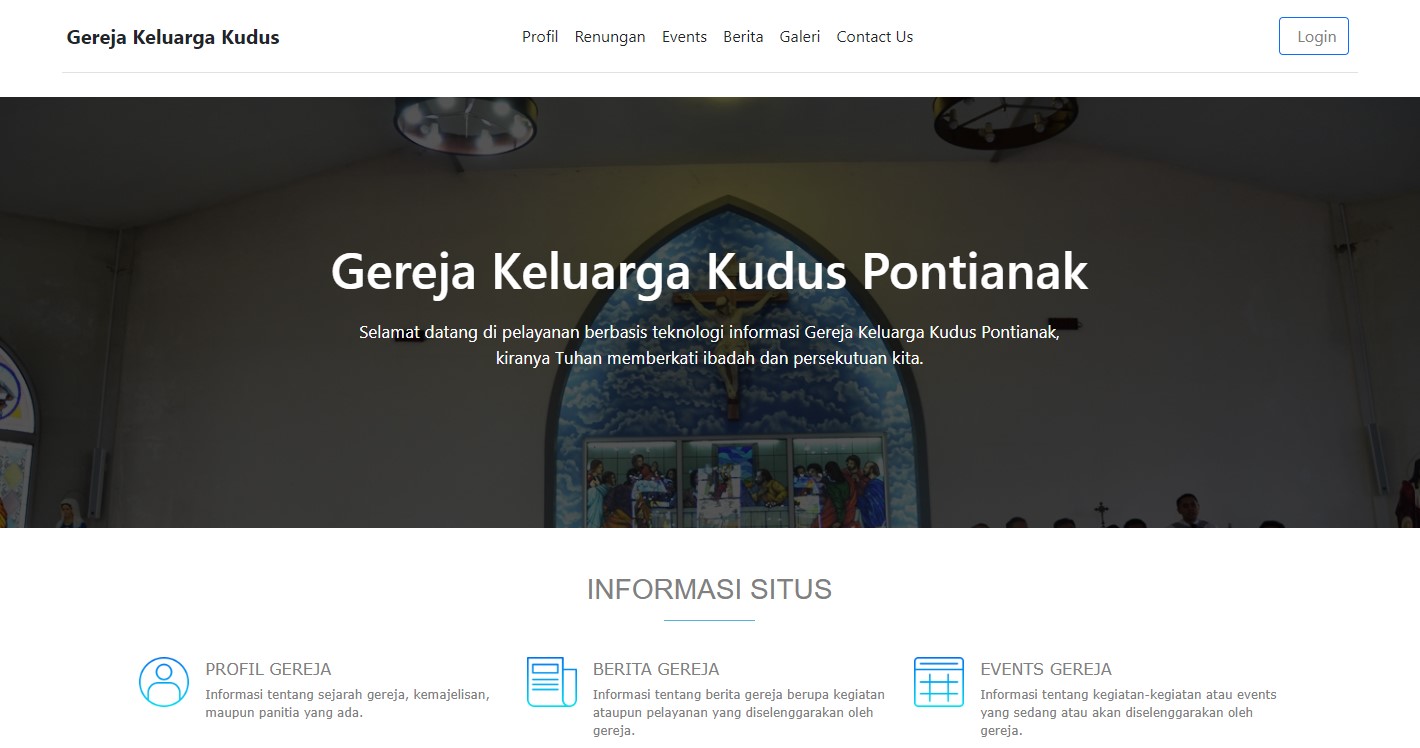 Gereja Keluarga Kudus
Profil Renungan Events Berita Galeri Contact Us
Login
Gereja Keluarga Kudus Pontianak
Selamat datang di pelayanan berbasis teknologi informasi Gereja Keluarga Kudus Pontianak,
kiranya Tuhan memberkati ibadah dan persekutuan kita.
INFORMASI SITUS
PROFIL GEREJA
Informasi tentang sejarah gereja, kemajelisan,
maupun panitia yang ada.
BERITA GEREJA
Informasi tentang berita gereja berupa kegiatan
ataupun pelayanan yang diselenggarakan oleh
gereja.
EVENTS GEREJA
Informasi tentang kegiatan-kegiatan atau events
yang sedang atau akan diselenggarakan oleh
gereja.